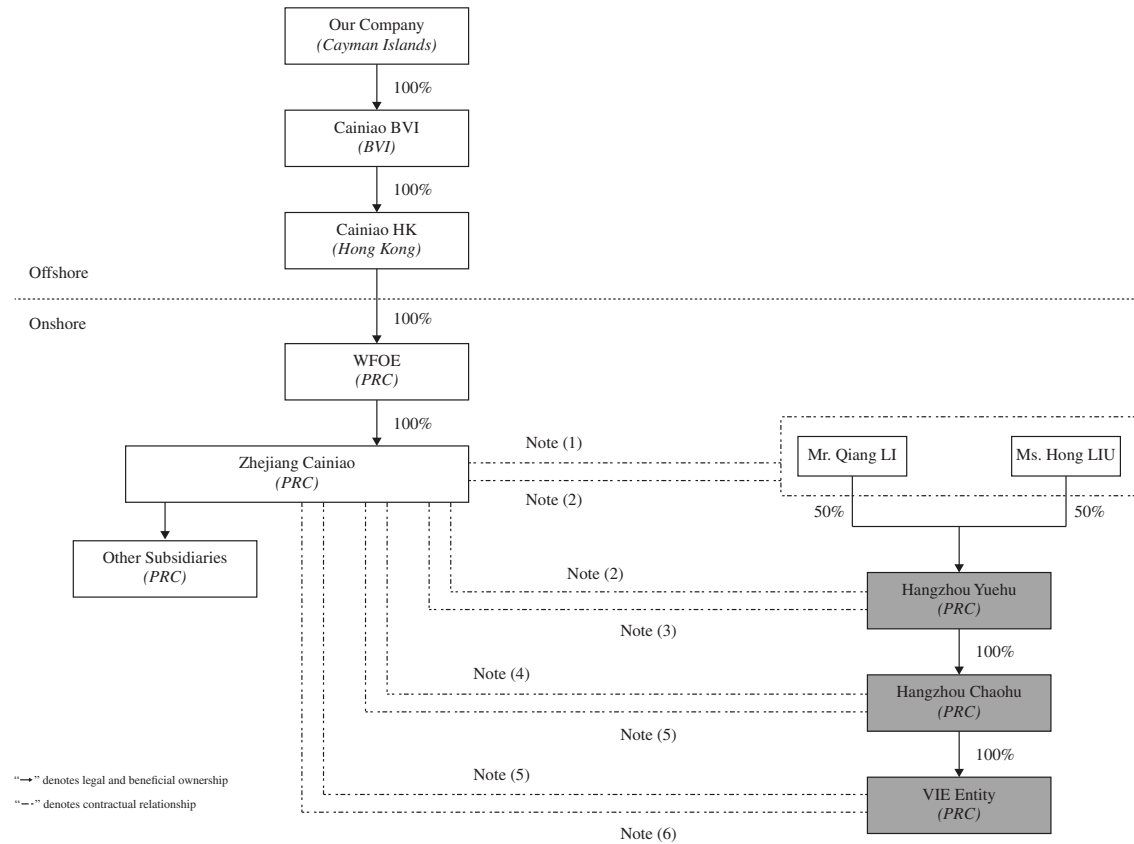 Our Company
(Cayman Islands)
100%
Cainiao BVI
(BVI)
100%
Cainiao HK
(Hong Kong)
Offshore
Onshore
100%
WFOE
(PRC)
100%
Note (1)
Zhejiang Cainiao
(PRC)
Mr. Qiang LI
Ms. Hong LIU
Note (2)
50%
50%
Other Subsidiaries
(PRC)
Note (2)
Hangzhou Yuehu
(PRC)
Note (3)
100%
Note (4)
Hangzhou Chaohu
(PRC)
Note (5)
100%
Note (5)
“→” denotes legal and beneficial ownership
“-·-” denotes contractual relationship
VIE Entity
(PRC)
Note (6)